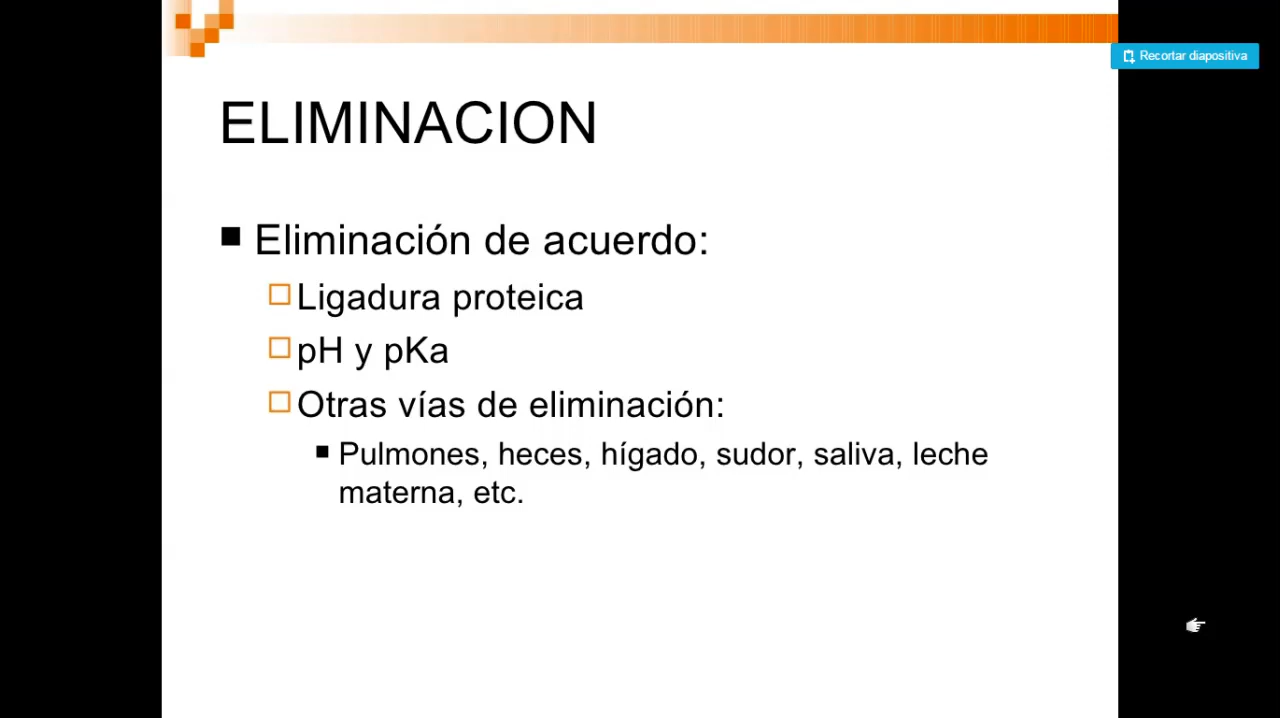 Recortar diapositiva
ELIMINACION
Eliminación de acuerdo:
Ligadura proteica
pH y pKa
Otras vías de eliminación:
Pulmones, heces, hígado, sudor, saliva, leche
materna, etc.